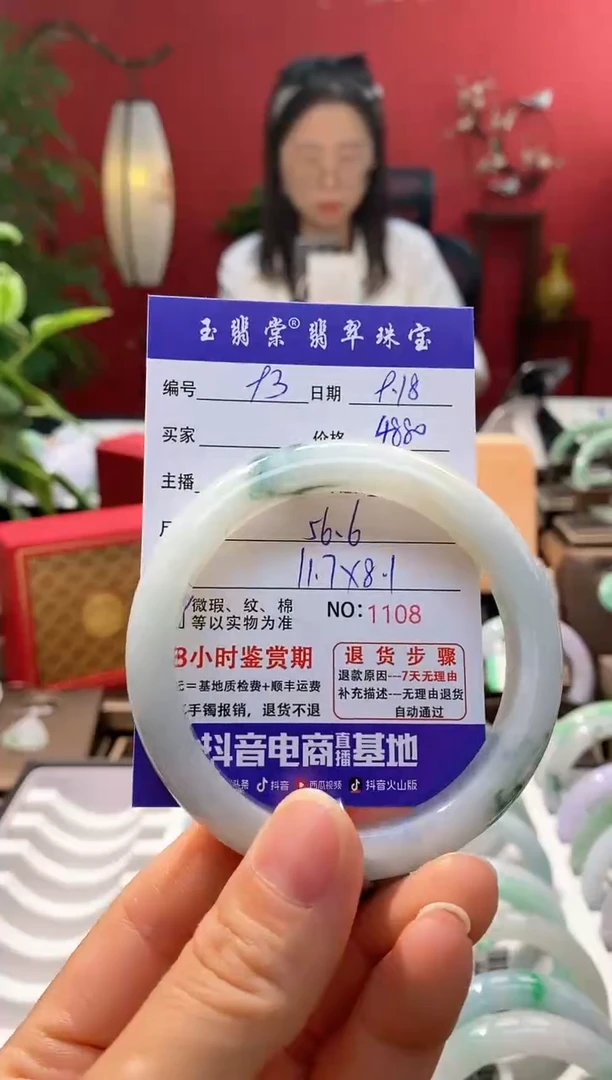 玉翡棠® 翡翠珠宝
编号 93 日期 9.18
买家 价格 4880
主播
56.6
11.7×8.1
微瑕、纹、棉 NO: 1108
等以实物为准
8小时鉴赏期
=基地质检费+顺丰运费
手镯报销，退货不退
退货步骤
退款原因---7天无理由
补充描述---无理由退货
自动通过
抖音电商直播基地
头条 抖音 西瓜视频 抖音火山版